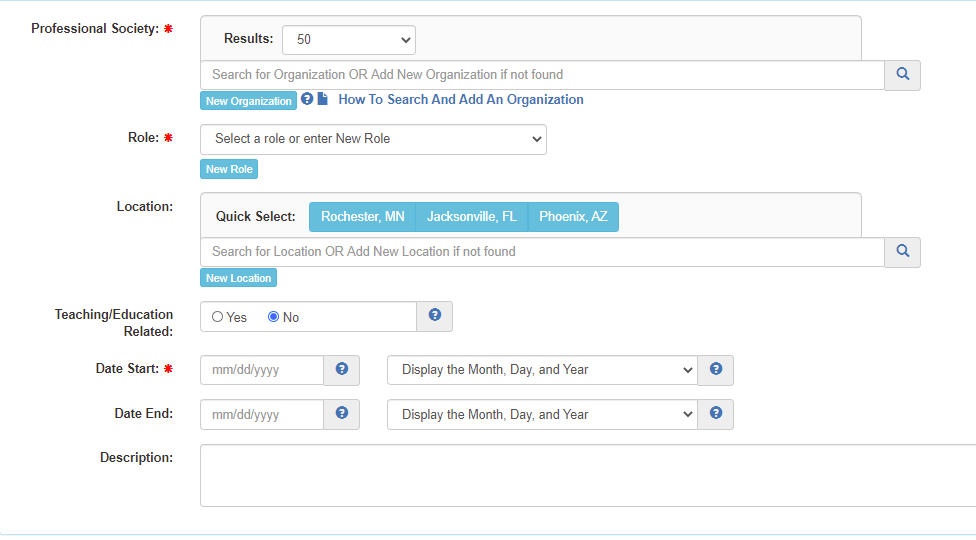 Professional Society: *
Results: 50
Search for Organization OR Add New Organization if not found
New Organization ? How To Search And Add An Organization
Role: * Select a role or enter New Role
New Role
Location:
Quick Select: Rochester, MN Jacksonville, FL Phoenix, AZ
Search for Location OR Add New Location if not found
New Location
Teaching/Education
Related:
Yes No ?
Date Start: * mm/dd/yyyy ? Display the Month, Day, and Year ?
Date End: mm/dd/yyyy ? Display the Month, Day, and Year ?
Description: